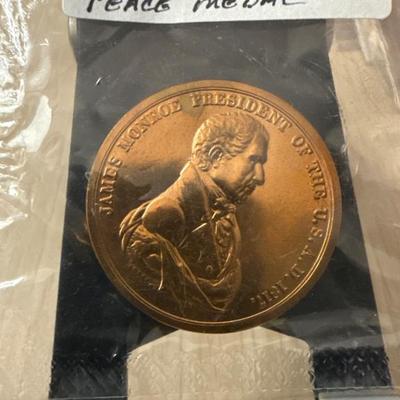 PEACE MEDAL
JAMES MONROE PRESIDENT OF THE U.S. A.D. 1817.